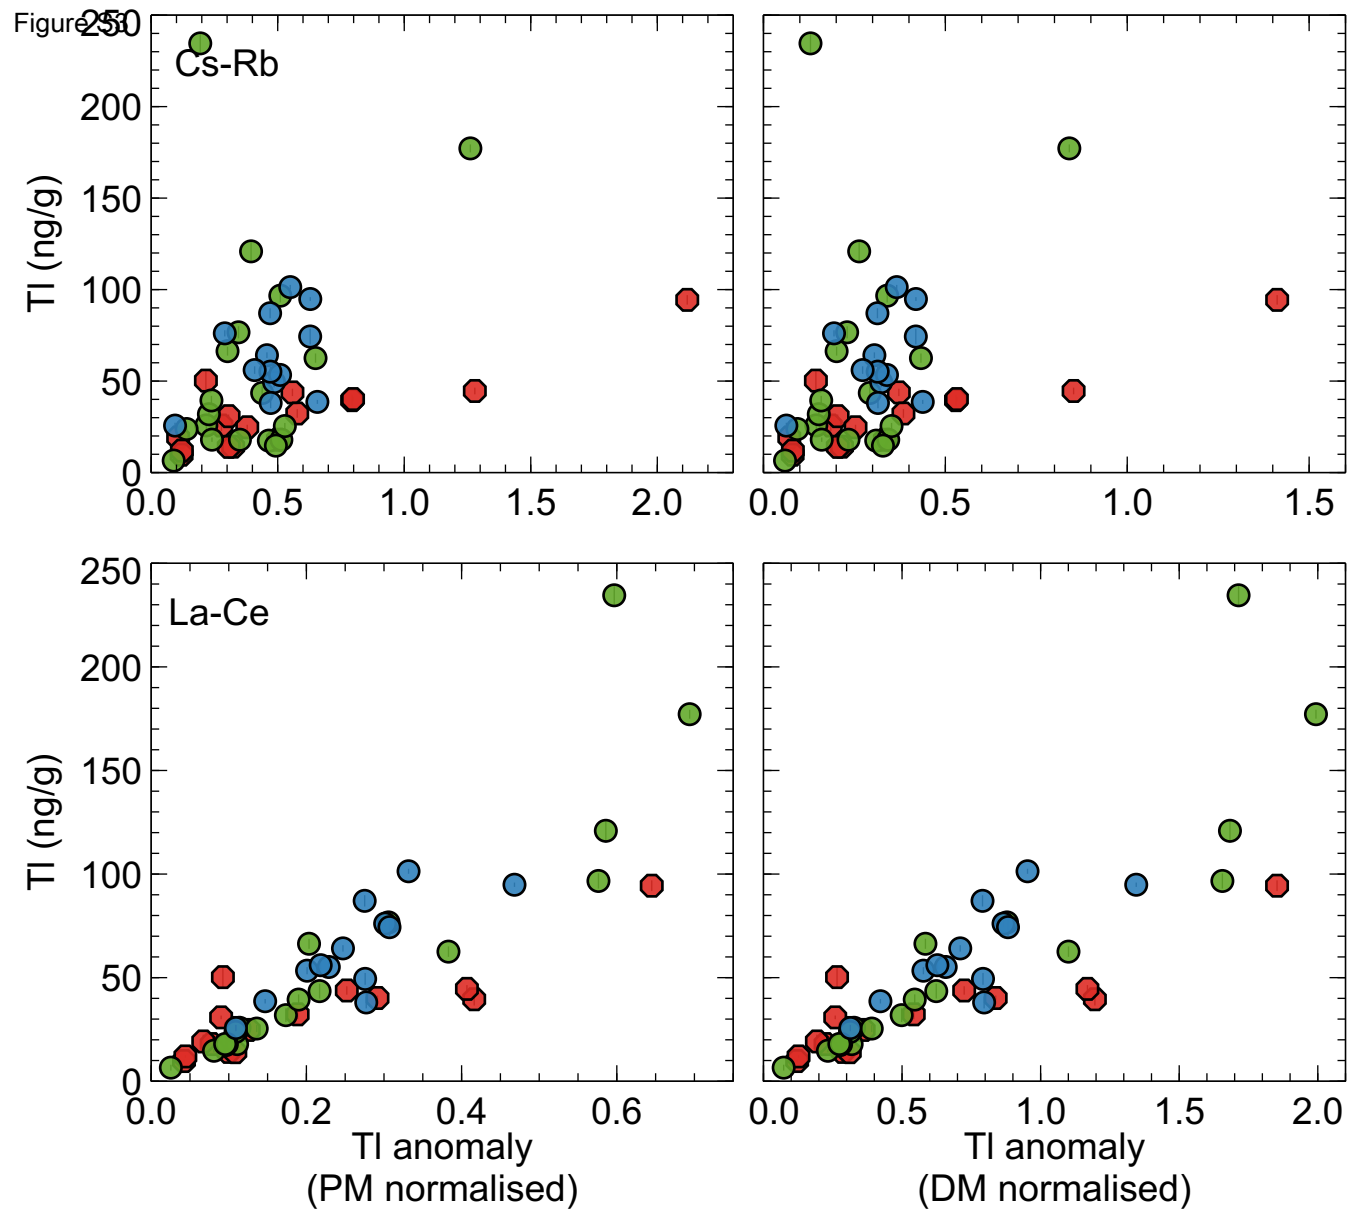 Figure S3
Cs-Rb
250
200
150
100
50
0
Tl (ng/g)
0.0 0.5 1.0 1.5 2.0
0.0 0.5 1.0 1.5
La-Ce
250
200
150
100
50
0
Tl (ng/g)
0.0 0.2 0.4 0.6
0.0 0.5 1.0 1.5 2.0
Tl anomaly
(PM normalised)
Tl anomaly
(DM normalised)